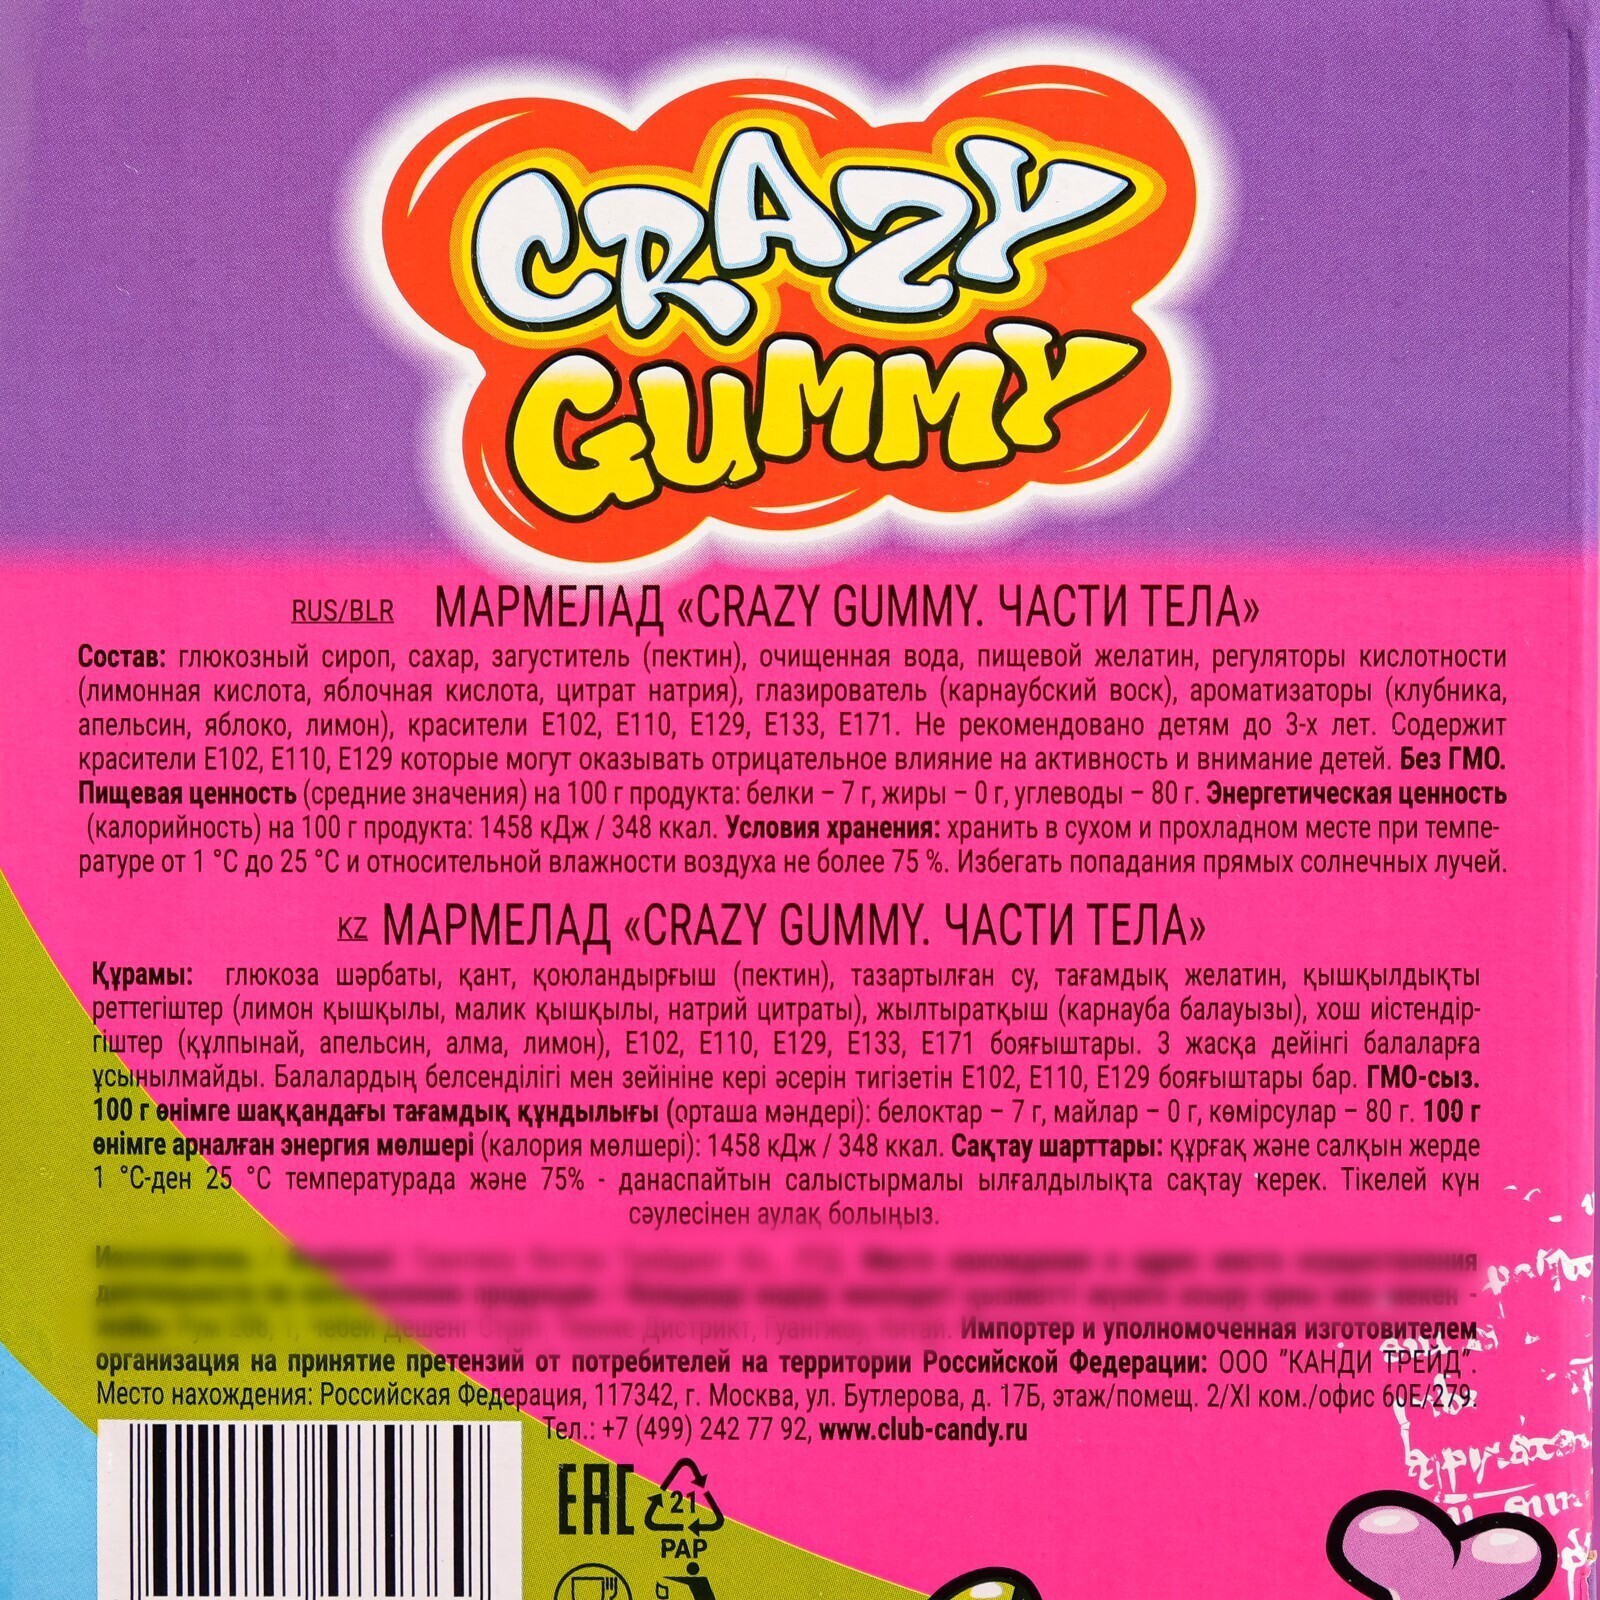 CRAZY
GUMMY
RUS/BLR МАРМЕЛАД «CRAZY GUMMY. ЧАСТИ ТЕЛА»
Состав: глюкозный сироп, сахар, загуститель (пектин), очищенная вода, пищевой желатин, регуляторы кислотности
(лимонная кислота, яблочная кислота, цитрат натрия), глазирователь (карнаубский воск), ароматизаторы (клубника,
апельсин, яблоко, лимон), красители Е102, Е110, Е129, Е133, Е171. Не рекомендовано детям до 3-х лет. Содержит
красители Е102, Е110, Е129 которые могут оказывать отрицательное влияние на активность и внимание детей. Без ГМО.
Пищевая ценность (средние значения) на 100 г продукта: белки – 7 г, жиры – 0 г, углеводы – 80 г. Энергетическая ценность
(калорийность) на 100 г продукта: 1458 кДж / 348 ккал. Условия хранения: хранить в сухом и прохладном месте при темпе-
ратуре от 1 °С до 25 °С и относительной влажности воздуха не более 75 %. Избегать попадания прямых солнечных лучей.
KZ МАРМЕЛАД «CRAZY GUMMY. ЧАСТИ ТЕЛА»
Құрамы: глюкоза шәрбаты, қант, қоюландырғыш (пектин), тазартылған су, тағамдық желатин, қышқылдықты
реттегіштер (лимон қышқылы, малик қышқылы, натрий цитраты), жылтыратқыш (карнауба балауызы), хош иістендір-
гіштер (құлпынай, апельсин, алма, лимон), Е102, Е110, Е129, Е133, Е171 бояғыштары. 3 жасқа дейінгі балаларға
ұсынылмайды. Балалардың белсенділігі мен зейініне кері әсерін тигізетін Е102, Е110, Е129 бояғыштары бар. ГМО-сыз.
100 г өнімге шаққандағы тағамдық құндылығы (орташа мәндері): белоктар – 7 г, майлар – 0 г, көмірсулар – 80 г. 100 г
өнімге арналған энергия мөлшері (калория мөлшері): 1458 кДж / 348 ккал. Сақтау шарттары: құрғақ және салқын жерде
1 °С-ден 25 °С температурада және 75% - данаспайтын салыстырмалы ылғалдылықта сақтау керек. Тікелей күн
сәулесінен аулақ болыңыз.
Импортер и уполномоченная изготовителем
организация на принятие претензий от потребителей на территории Российской Федерации: ООО "КАНДИ ТРЕЙД".
Место нахождения: Российская Федерация, 117342, г. Москва, ул. Бутлерова, д. 17Б, этаж/помещ. 2/XI ком./офис 60Е/279.
Тел.: +7 (499) 242 77 92, www.club-candy.ru
EAC
21
PAP